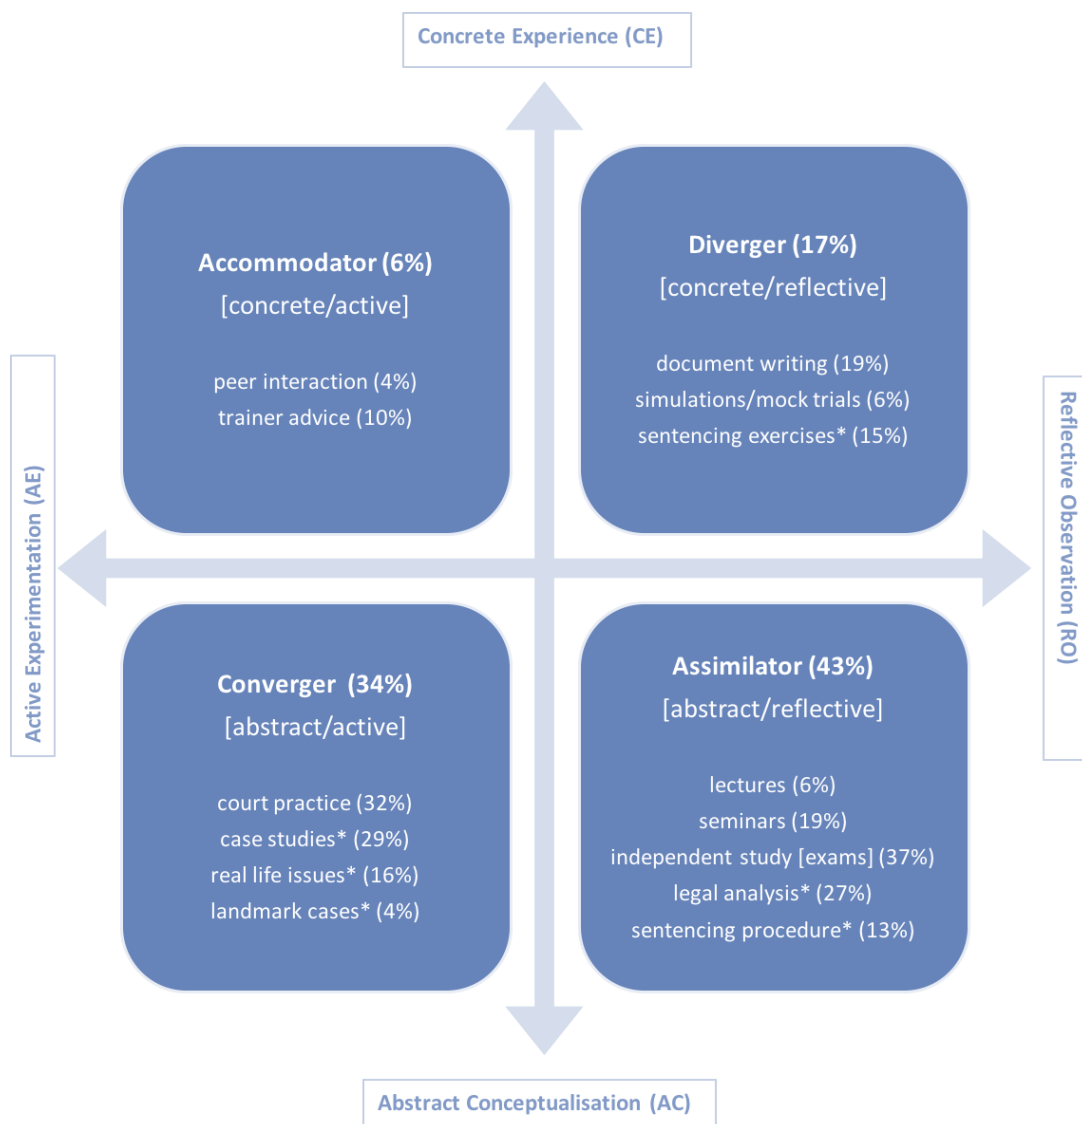 Concrete Experience (CE)
Accommodator (6%)
[concrete/active]
peer interaction (4%)
trainer advice (10%)
Diverger (17%)
[concrete/reflective]
document writing (19%)
simulations/mock trials (6%)
sentencing exercises* (15%)
Active Experimentation (AE)
Reflective Observation (RO)
Converger (34%)
[abstract/active]
court practice (32%)
case studies* (29%)
real life issues* (16%)
landmark cases* (4%)
Assimilator (43%)
[abstract/reflective]
lectures (6%)
seminars (19%)
independent study [exams] (37%)
legal analysis* (27%)
sentencing procedure* (13%)
Abstract Conceptualisation (AC)